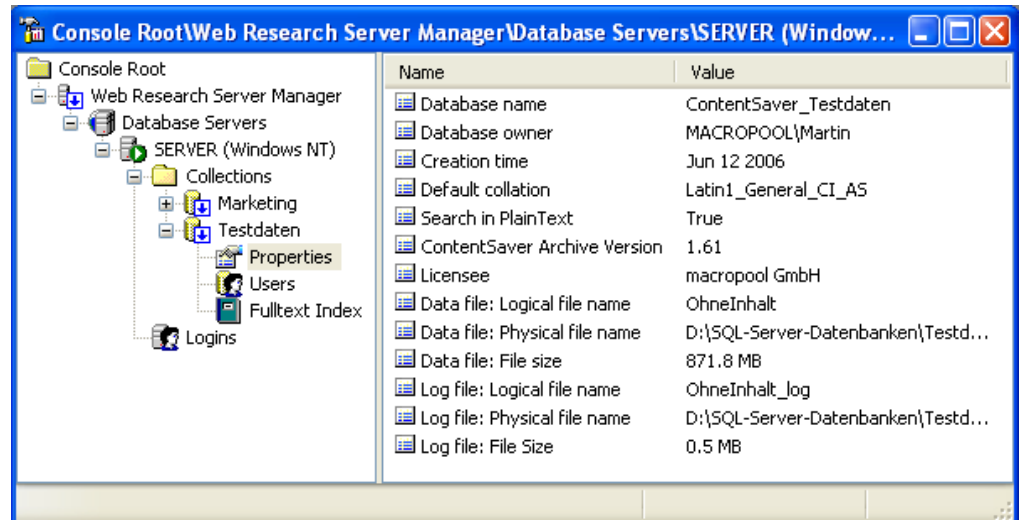 Console Root\Web Research Server Manager\Database Servers\SERVER (Window...
Console Root
Web Research Server Manager
Database Servers
SERVER (Windows NT)
Collections
Marketing
Testdaten
Properties
Users
Fulltext Index
Logins
Name Value
Database name ContentSaver_Testdaten
Database owner MACROPOOL\Martin
Creation time Jun 12 2006
Default collation Latin1_General_CI_AS
Search in PlainText True
ContentSaver Archive Version 1.61
Licensee macropool GmbH
Data file: Logical file name OhneInhalt
Data file: Physical file name D:\SQL-Server-Datenbanken\Testd...
Data file: File size 871.8 MB
Log file: Logical file name OhneInhalt_log
Log file: Physical file name D:\SQL-Server-Datenbanken\Testd...
Log file: File Size 0.5 MB